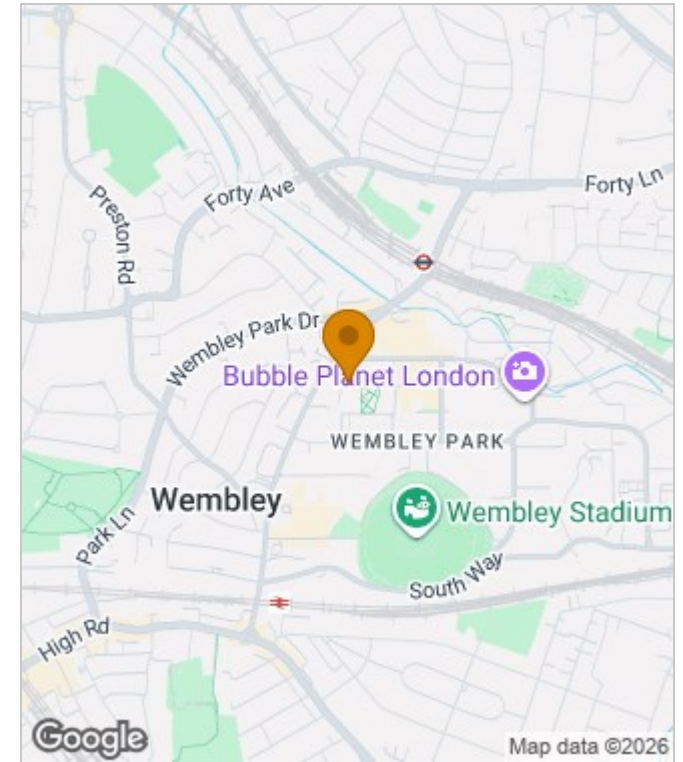 Forty Ave
Forty Ln
Preston Rd
Wembley Park Dr
Bubble Planet London
WEMBLEY PARK
Wembley
Wembley Stadium
Park Ln
South Way
High Rd
Google
Map data ©2026